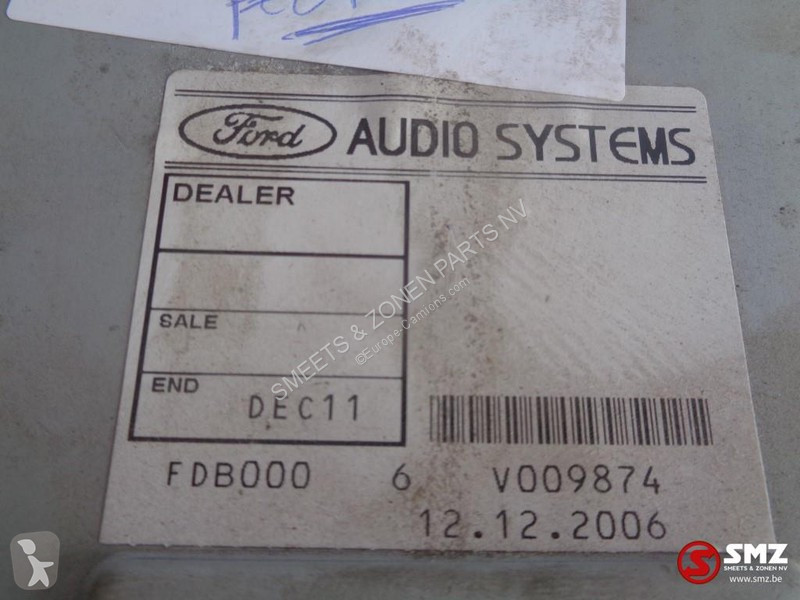 Ford AUDIO SYSTEMS
DEALER
SALE
END DEC11
FDB000 6 V009874
12.12.2006
SMEETS & ZONEN PARTS NV
©Europe-Camions.com
SMZ
SMEETS & ZONEN NV
www.smz.be